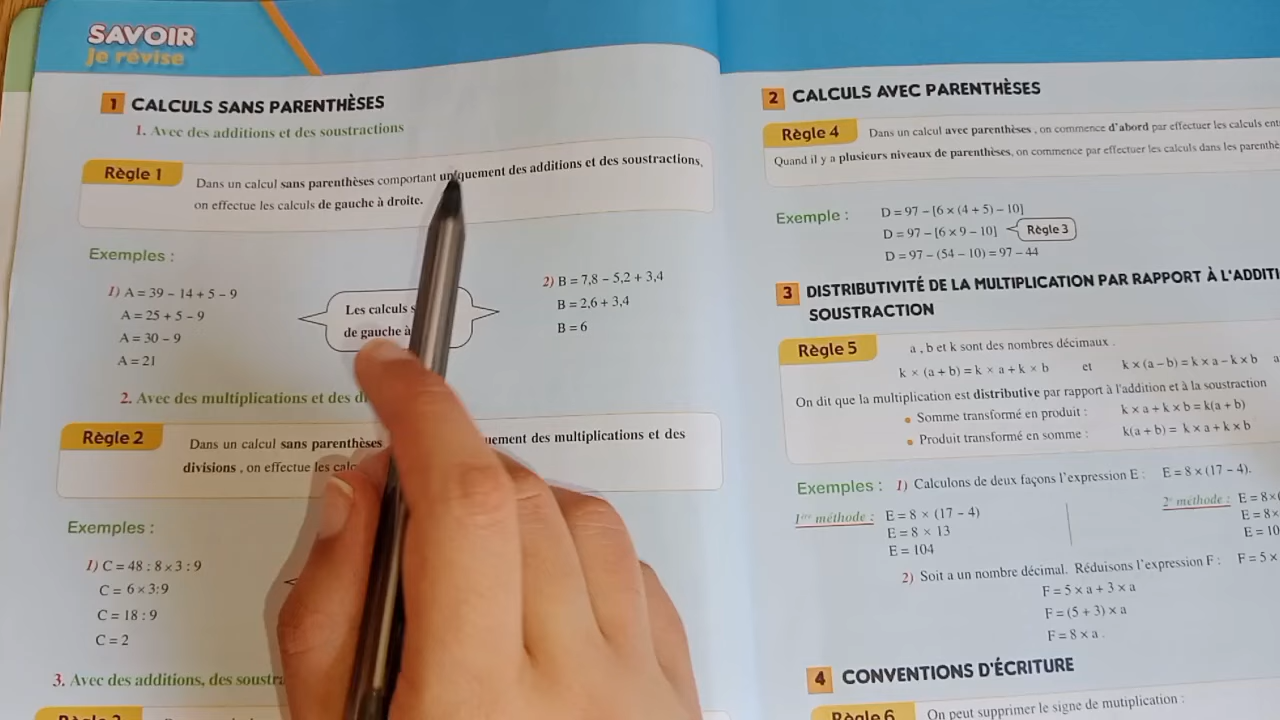 SAVOIR
Je révise
1 CALCULS SANS PARENTHÈSES
1. Avec des additions et des soustractions
Règle 1
Dans un calcul sans parenthèses comportant uniquement des additions et des soustractions,
on effectue les calculs de gauche à droite.
Exemples :
1) A = 39 – 14 + 5 – 9
A = 25 + 5 – 9
A = 30 – 9
A = 21
Les calculs
de gauche à
2) B = 7,8 – 5,2 + 3,4
B = 2,6 + 3,4
B = 6
2. Avec des multiplications et des
Règle 2
Dans un calcul sans parenthèses des multiplications et des
divisions , on effectue les
Exemples :
1) C = 48 : 8 × 3 : 9
C = 6 × 3:9
C = 18 : 9
C = 2
3. Avec des additions, des
2 CALCULS AVEC PARENTHÈSES
Règle 4
Dans un calcul avec parenthèses , on commence d'abord par effectuer les calculs
Quand il y a plusieurs niveaux de parenthèses, on commence par effectuer les calculs dans les
Exemple :
D = 97 – [6 × (4 + 5) – 10]
D = 97 – [6 × 9 – 10]
Règle 3
D = 97 – (54 – 10) = 97 – 44
3 DISTRIBUTIVITÉ DE LA MULTIPLICATION PAR RAPPORT À
SOUSTRACTION
Règle 5
a , b et k sont des nombres décimaux .
k × (a + b) = k × a + k × b et k × (a – b) = k × a – k × b
On dit que la multiplication est distributive par rapport à l'addition et à la soustraction
• Somme transformé en produit : k × a + k × b = k(a + b)
• Produit transformé en somme : k(a + b) = k × a + k × b
Exemples : 1) Calculons de deux façons l'expression E : E = 8 × (17 – 4).
1ère méthode : E = 8 × (17 – 4)
E = 8 × 13
E = 104
2e méthode : E = 8×
E = 8×
E = 10
2) Soit a un nombre décimal. Réduisons l'expression F : F = 5 ×
F = 5 × a + 3 × a
F = (5 + 3) × a
F = 8 × a .
4 CONVENTIONS D'ÉCRITURE
Règle 6
On peut supprimer le signe de mutiplication :